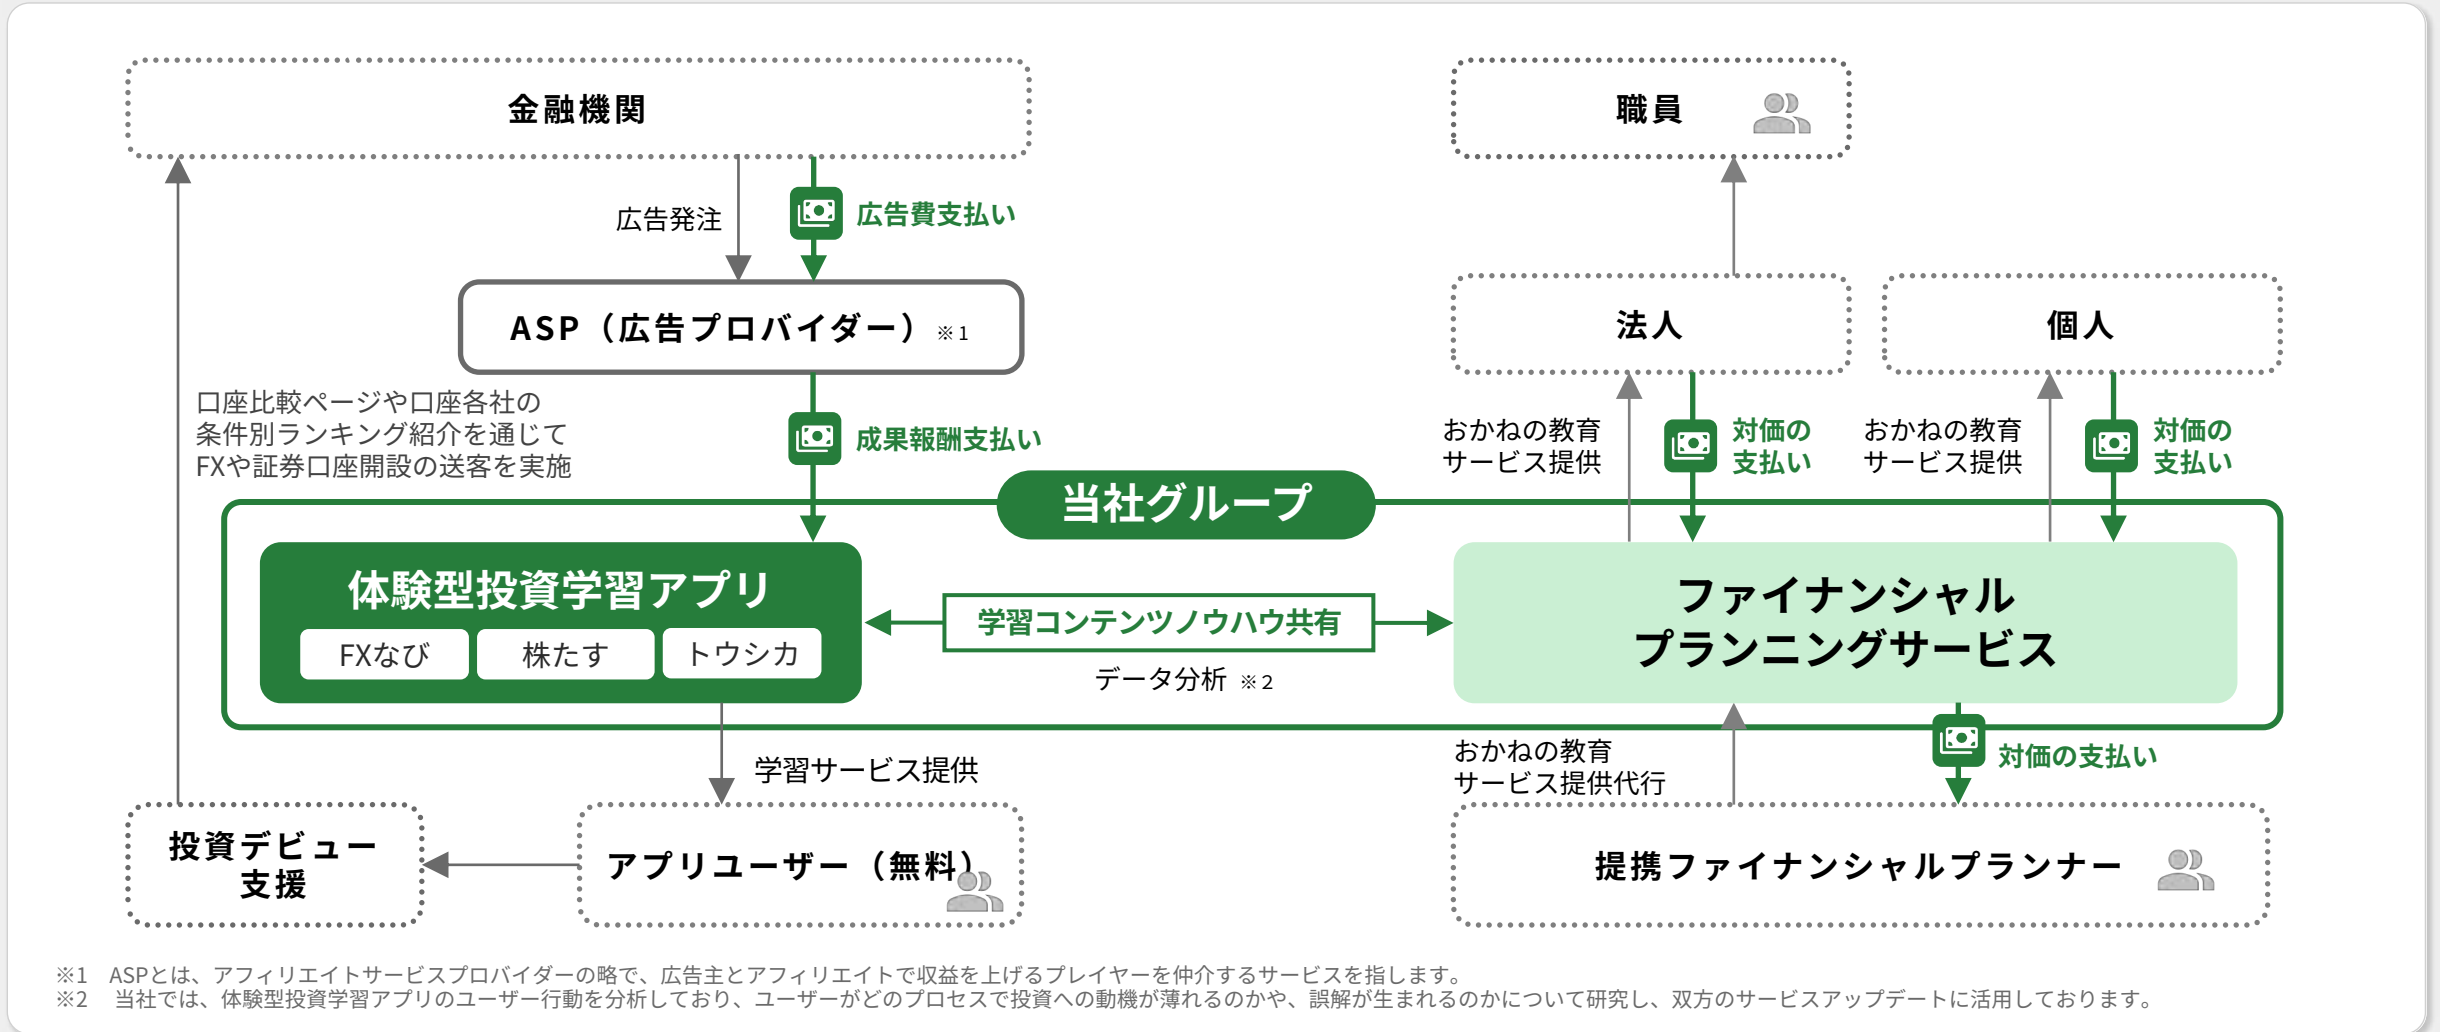 金融機関
職員
広告発注
広告費支払い
ASP（広告プロバイダー）※1
法人
個人
口座比較ページや口座各社の
条件別ランキング紹介を通じて
FXや証券口座開設の送客を実施
成果報酬支払い
おかねの教育
サービス提供
対価の
支払い
おかねの教育
サービス提供
対価の
支払い
当社グループ
体験型投資学習アプリ
FXなび
株たす
トウシカ
学習コンテンツノウハウ共有
データ分析 ※2
ファイナンシャル
プランニングサービス
学習サービス提供
おかねの教育
サービス提供代行
対価の支払い
投資デビュー
支援
アプリユーザー（無料）
提携ファイナンシャルプランナー
※1 ASPとは、アフィリエイトサービスプロバイダーの略で、広告主とアフィリエイトで収益を上げるプレイヤーを仲介するサービスを指します。
※2 当社では、体験型投資学習アプリのユーザー行動を分析しており、ユーザーがどのプロセスで投資への動機が薄れるのかや、誤解が生まれるのかについて研究し、双方のサービスアップデートに活用しております。